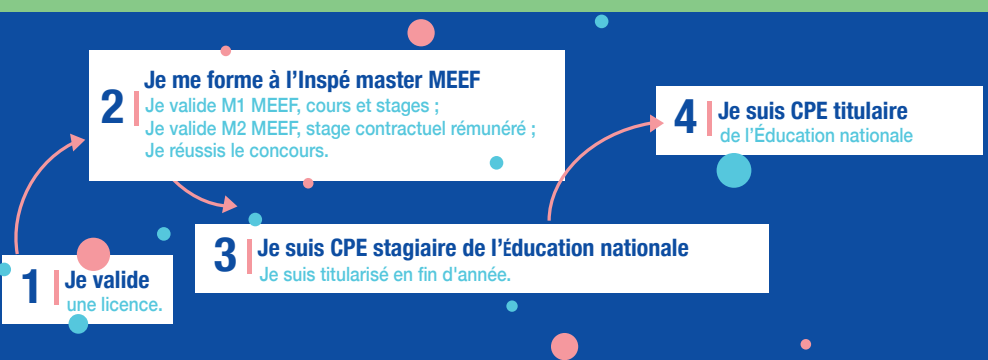 1
Je valide
une licence.
2
Je me forme à l'Inspé master MEEF
Je valide M1 MEEF, cours et stages ;
Je valide M2 MEEF, stage contractuel rémunéré ;
Je réussis le concours.
3
Je suis CPE stagiaire de l'Éducation nationale
Je suis titularisé en fin d'année.
4
Je suis CPE titulaire
de l'Éducation nationale